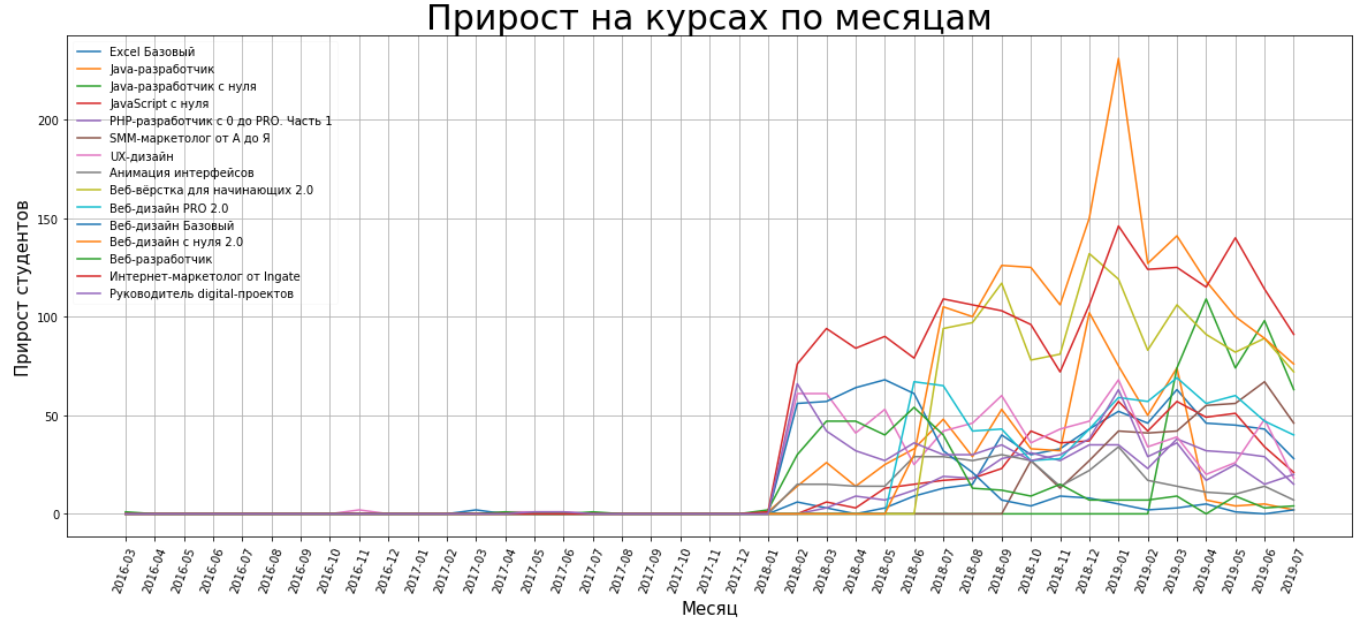 Прирост на курсах по месяцам
Excel Базовый
Java-разработчик
Java-разработчик с нуля
JavaScript с нуля
PHP-разработчик с 0 до PRO. Часть 1
SMM-маркетолог от А до Я
UX-дизайн
Анимация интерфейсов
Веб-вёрстка для начинающих 2.0
Веб-дизайн PRO 2.0
Веб-дизайн Базовый
Веб-дизайн с нуля 2.0
Веб-разработчик
Интернет-маркетолог от Ingate
Руководитель digital-проектов
Прирост студентов
200
150
100
50
0
2016-03
2016-04
2016-05
2016-06
2016-07
2016-08
2016-09
2016-10
2016-11
2016-12
2017-01
2017-02
2017-03
2017-04
2017-05
2017-06
2017-07
2017-08
2017-09
2017-10
2017-11
2017-12
2018-01
2018-02
2018-03
2018-04
2018-05
2018-06
2018-07
2018-08
2018-09
2018-10
2018-11
2018-12
2019-01
2019-02
2019-03
2019-04
2019-05
2019-06
2019-07
Месяц